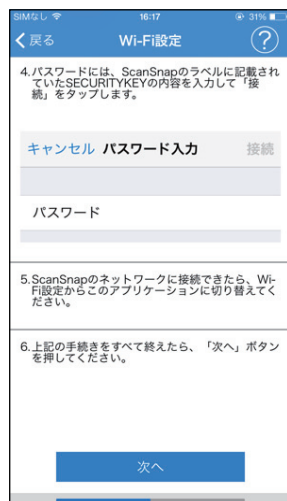 SIMなし 16:17 31%
戻る Wi-Fi設定 ?
4.パスワードには、ScanSnapのラベルに記載され
ていたSECURITYKEYの内容を入力して「接
続」をタップします。
キャンセル パスワード入力 接続
パスワード
5.ScanSnapのネットワークに接続できたら、Wi-
Fi設定からこのアプリケーションに切り替えてく
ださい。
6.上記の手続きをすべて終えたら、「次へ」ボタン
を押してください。
次へ